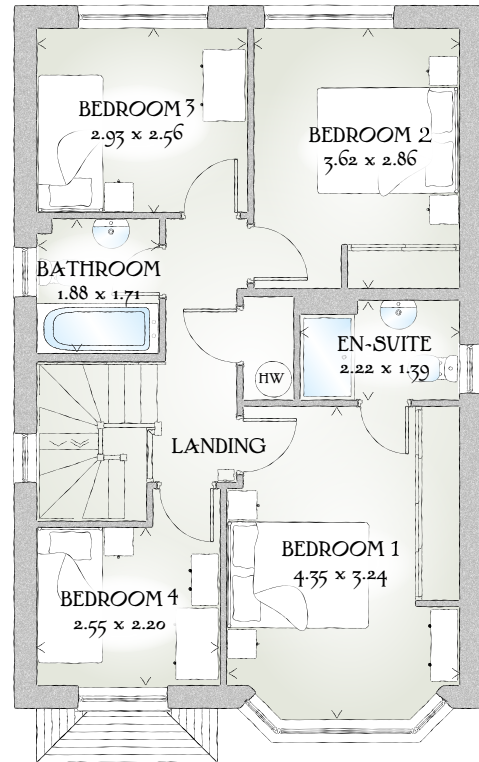 BEDROOM 3
2.93 x 2.56
BEDROOM 2
3.62 x 2.86
BATHROOM
1.88 x 1.71
EN-SUITE
2.22 x 1.39
HW
LANDING
BEDROOM 1
4.35 x 3.24
BEDROOM 4
2.55 x 2.20